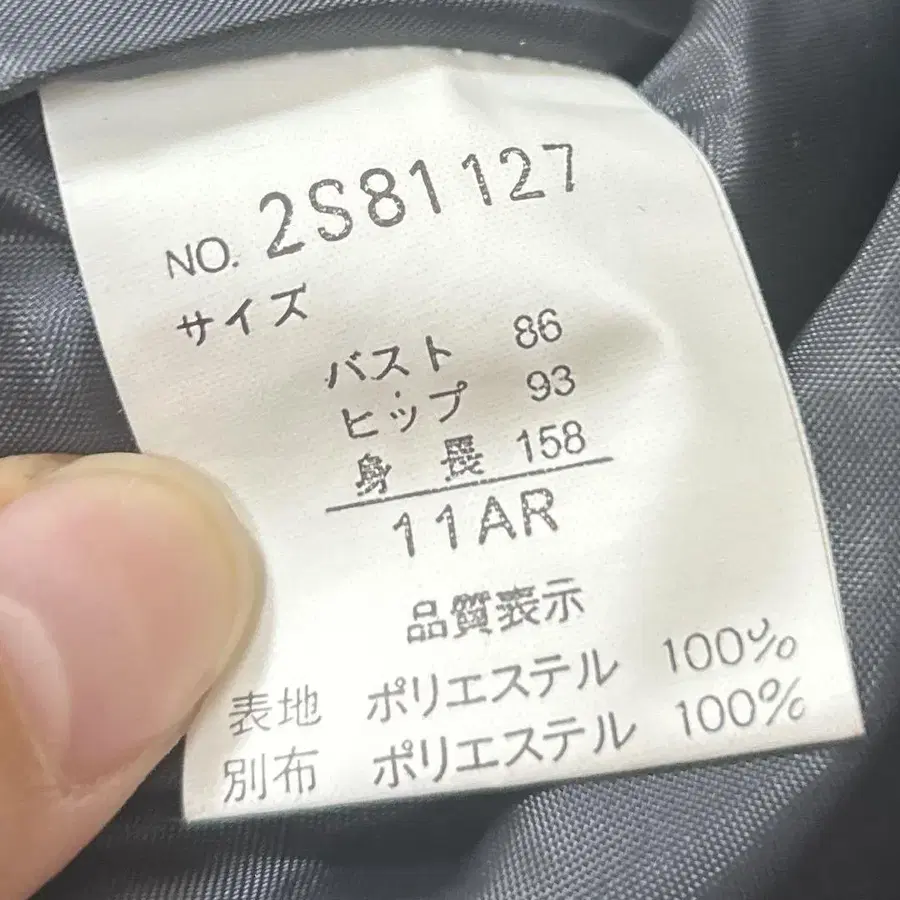 NO. 2S81127
サイズ
バスト 86
ヒップ 93
身長 158
11AR
品質表示
表地 ポリエステル 100%
別布 ポリエステル 100%